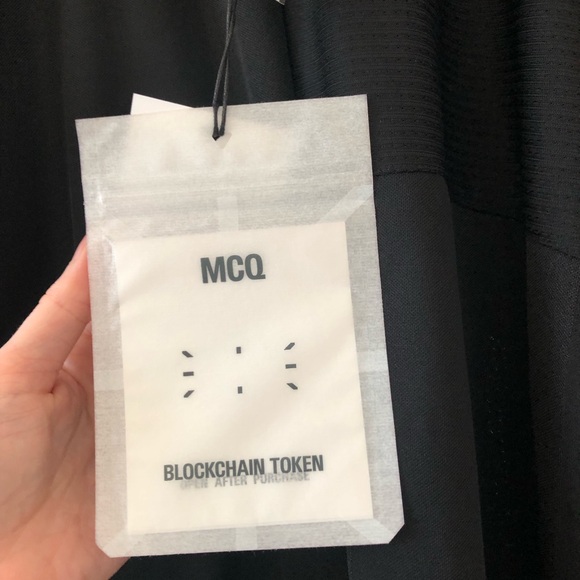 MCQ
BLOCKCHAIN TOKEN
OPEN AFTER PURCHASE